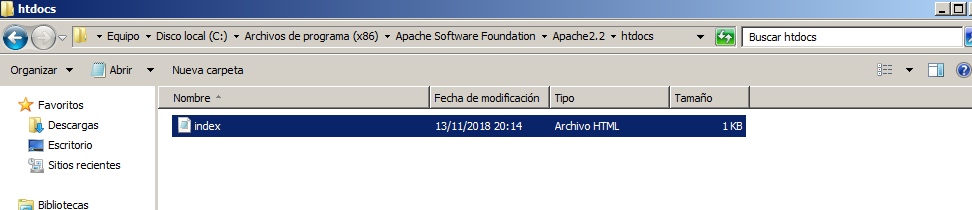 htdocs
Equipo Disco local (C:) Archivos de programa (x86) Apache Software Foundation Apache2.2 htdocs Buscar htdocs
Organizar Abrir Nueva carpeta
Favoritos
Descargas
Escritorio
Sitios recientes
Bibliotecas
Nombre Fecha de modificación Tipo Tamaño
index 13/11/2018 20:14 Archivo HTML 1 KB